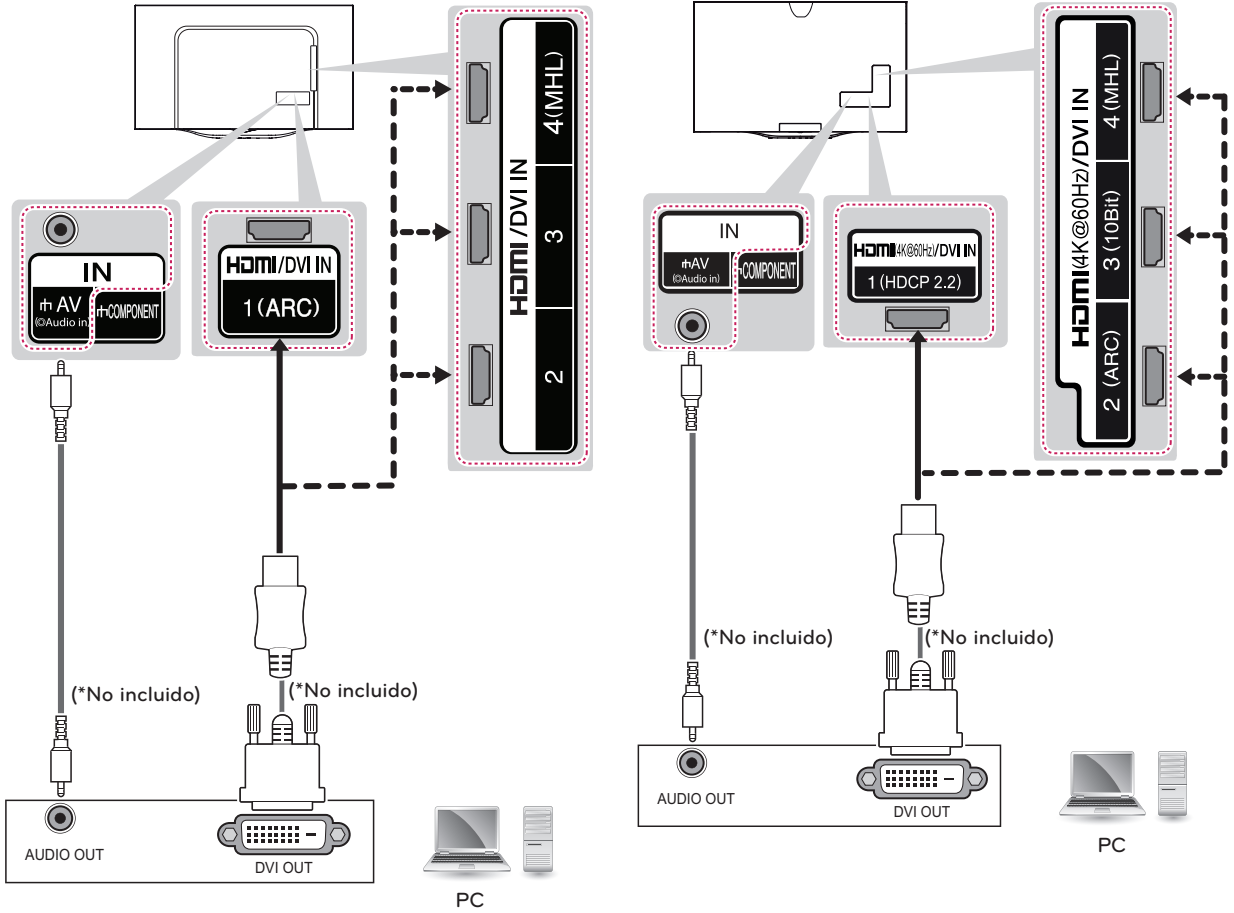 HDMI /DVI IN
4(MHL)
3
2
IN
AV
(Audio in)
COMPONENT
HDMI/DVI IN
1(ARC)
(*No incluido)
(*No incluido)
AUDIO OUT
DVI OUT
PC
HDMI(4K@60Hz)/DVI IN
4 (MHL)
3 (10Bit)
2 (ARC)
IN
AV
(Audio in)
COMPONENT
HDMI(4K@60Hz)/DVI IN
1 (HDCP 2.2)
(*No incluido)
(*No incluido)
AUDIO OUT
DVI OUT
PC